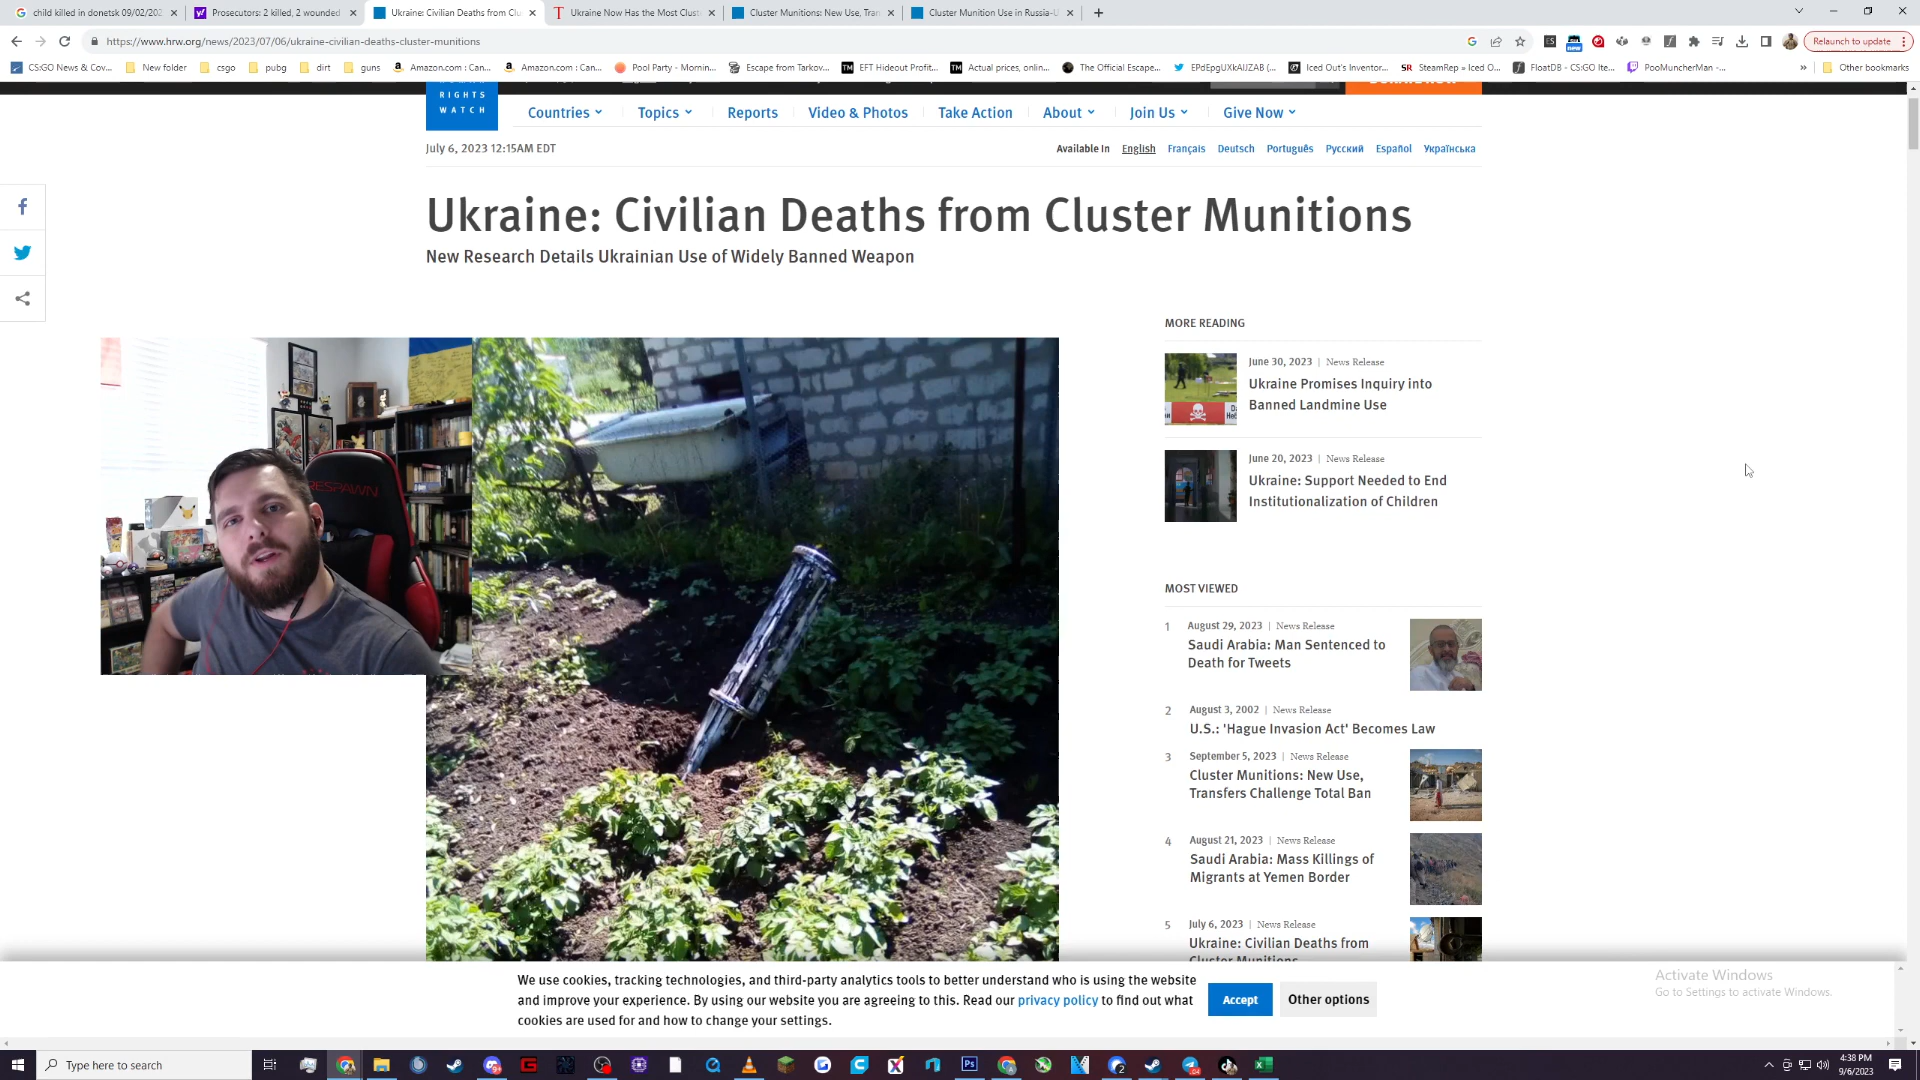 child killed in donetsk 09/02/202
Prosecutors: 2 killed, 2 wounded
Ukraine: Civilian Deaths from Clu
Ukraine Now Has the Most Clust
Cluster Munitions: New Use, Tran
Cluster Munition Use in Russia-U
https://www.hrw.org/news/2023/07/06/ukraine-civilian-deaths-cluster-munitions
Relaunch to update
CS:GO News & Cov...
New folder
csgo
pubg
dirt
guns
Amazon.com : Can...
Amazon.com : Can...
Pool Party - Mornin...
Escape from Tarkov...
EFT Hideout Profit...
Actual prices, onlin...
The Official Escape...
EPdEpgUXkAIJZAB (...
Iced Out's Inventor...
SteamRep » Iced O...
FloatDB - CS:GO Ite...
PooMuncherMan -...
Other bookmarks
RIGHTS
WATCH
Countries
Topics
Reports
Video & Photos
Take Action
About
Join Us
Give Now
July 6, 2023 12:15AM EDT
Available In English Français Deutsch Português Русский Español Українська
Ukraine: Civilian Deaths from Cluster Munitions
New Research Details Ukrainian Use of Widely Banned Weapon
RESPAWN
MORE READING
June 30, 2023 | News Release
Ukraine Promises Inquiry into
Banned Landmine Use
June 20, 2023 | News Release
Ukraine: Support Needed to End
Institutionalization of Children
MOST VIEWED
1 August 29, 2023 | News Release
Saudi Arabia: Man Sentenced to
Death for Tweets
2 August 3, 2002 | News Release
U.S.: 'Hague Invasion Act' Becomes Law
3 September 5, 2023 | News Release
Cluster Munitions: New Use,
Transfers Challenge Total Ban
4 August 21, 2023 | News Release
Saudi Arabia: Mass Killings of
Migrants at Yemen Border
5 July 6, 2023 | News Release
Ukraine: Civilian Deaths from
Cluster Munitions
We use cookies, tracking technologies, and third-party analytics tools to better understand who is using the website
and improve your experience. By using our website you are agreeing to this. Read our privacy policy to find out what
cookies are used for and how to change your settings.
Accept
Other options
Activate Windows
Go to Settings to activate Windows.
Type here to search
4:38 PM
9/6/2023